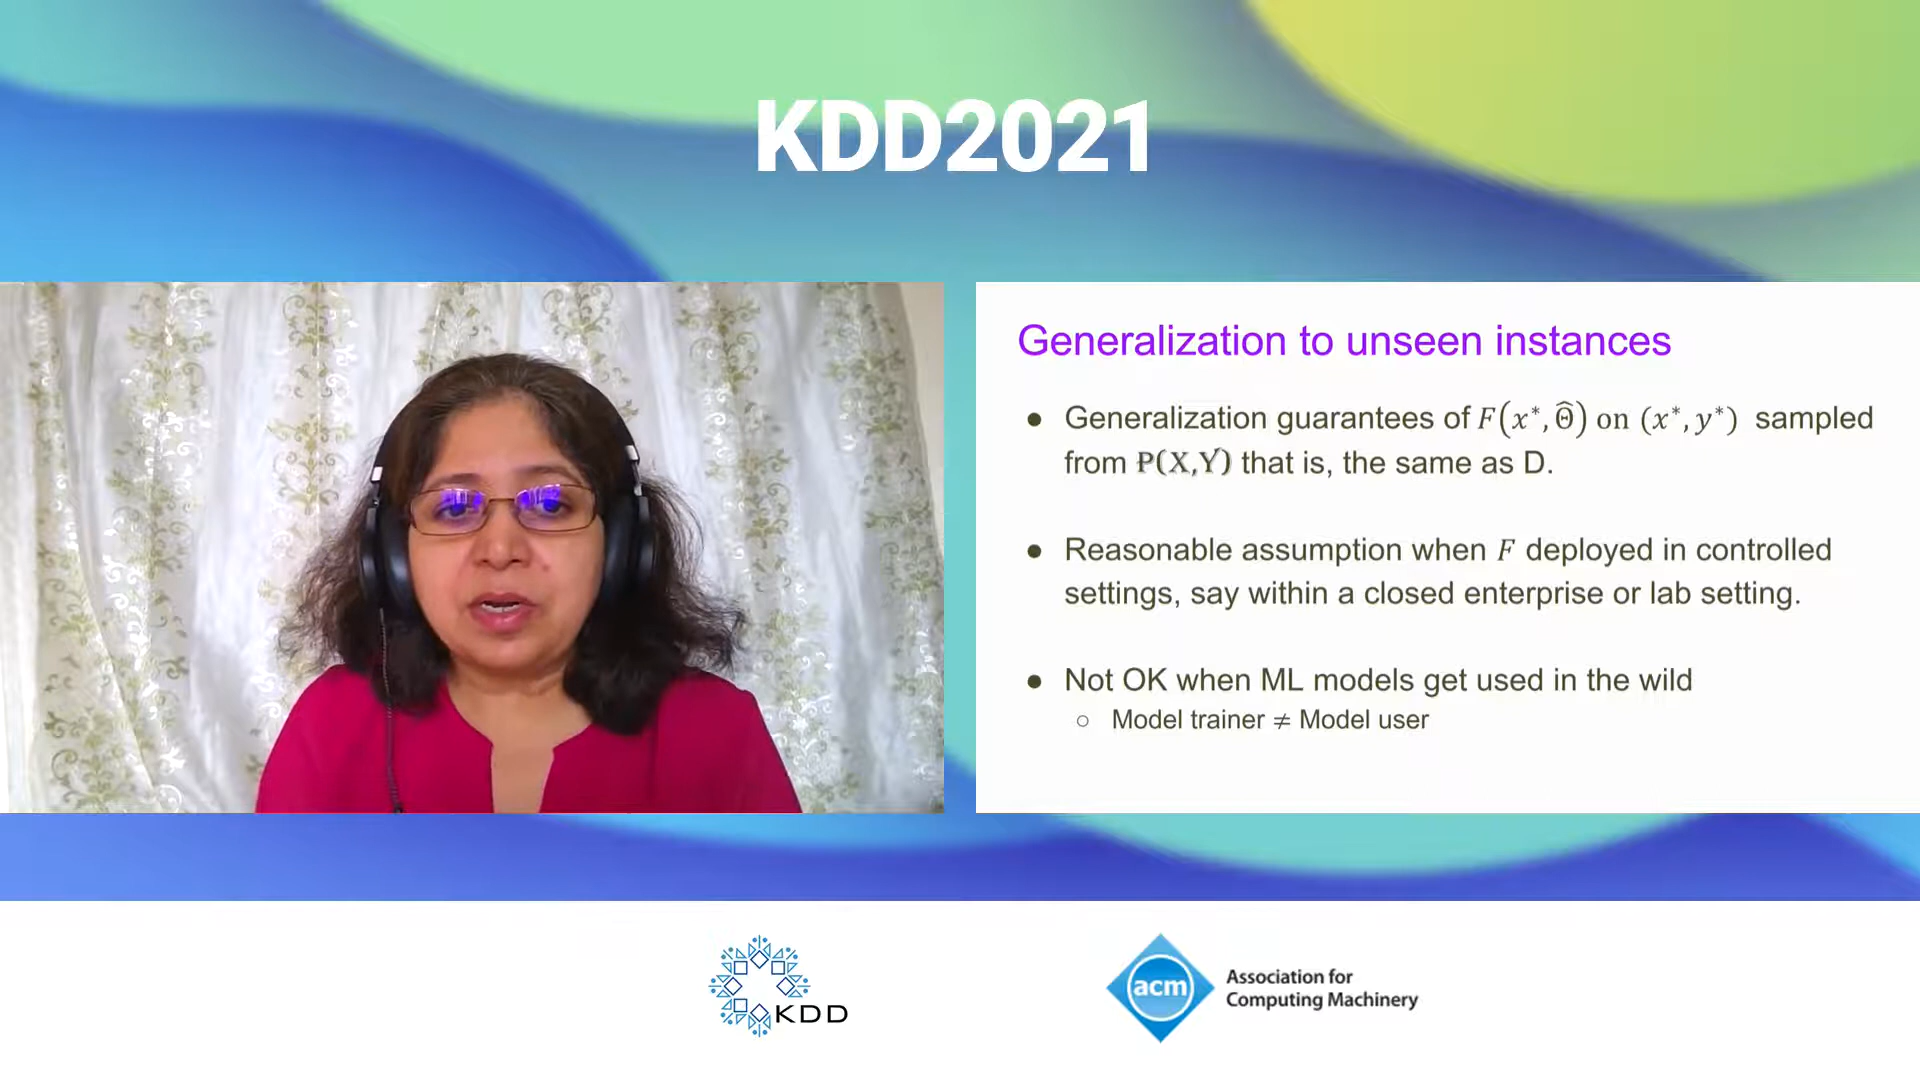 KDD2021
Generalization to unseen instances
● Generalization guarantees of F(x*, Θ̂) on (x*, y*) sampled
from P(X,Y) that is, the same as D.
● Reasonable assumption when F deployed in controlled
settings, say within a closed enterprise or lab setting.
● Not OK when ML models get used in the wild
○ Model trainer ≠ Model user
KDD
acm
Association for
Computing Machinery